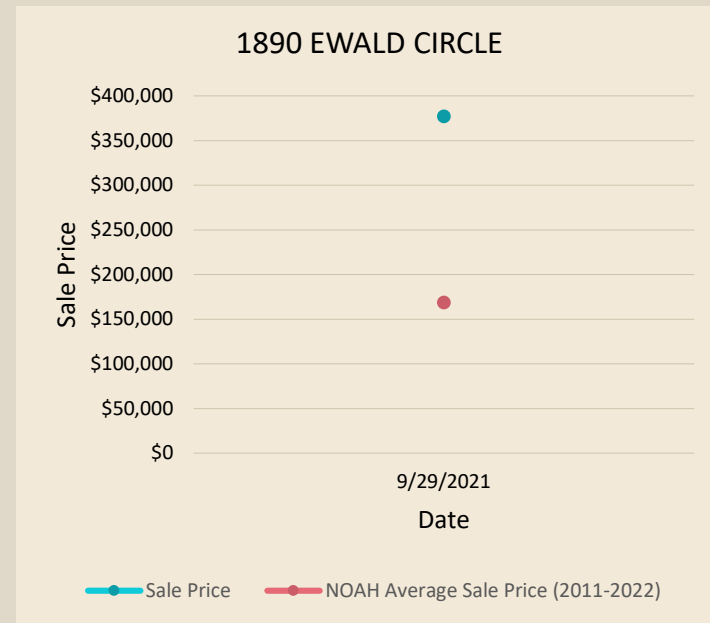 1890 EWALD CIRCLE
$400,000
$350,000
$300,000
$250,000
$200,000
$150,000
$100,000
$50,000
$0
Sale Price
9/29/2021
Date
Sale Price
NOAH Average Sale Price (2011-2022)